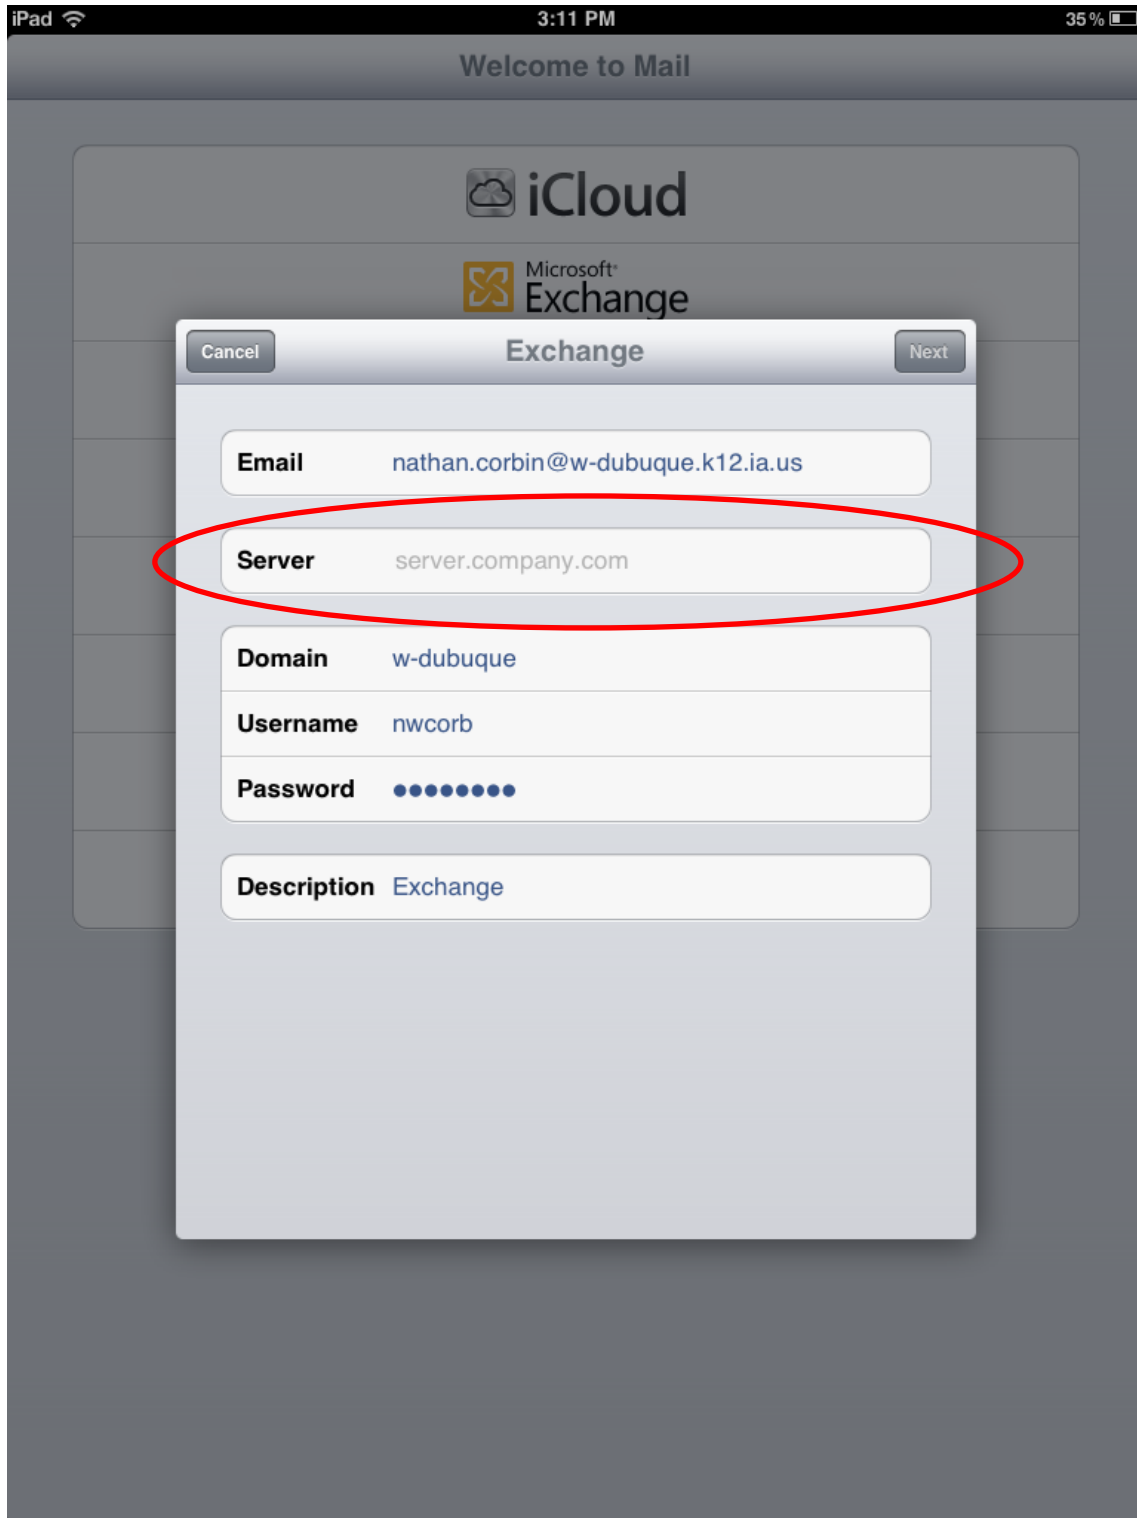 iPad 3:11 PM 35%
Welcome to Mail
iCloud
Microsoft®
Exchange
Cancel Exchange Next
Email nathan.corbin@w-dubuque.k12.ia.us
Server server.company.com
Domain w-dubuque
Username nwcorb
Password ●●●●●●●●
Description Exchange